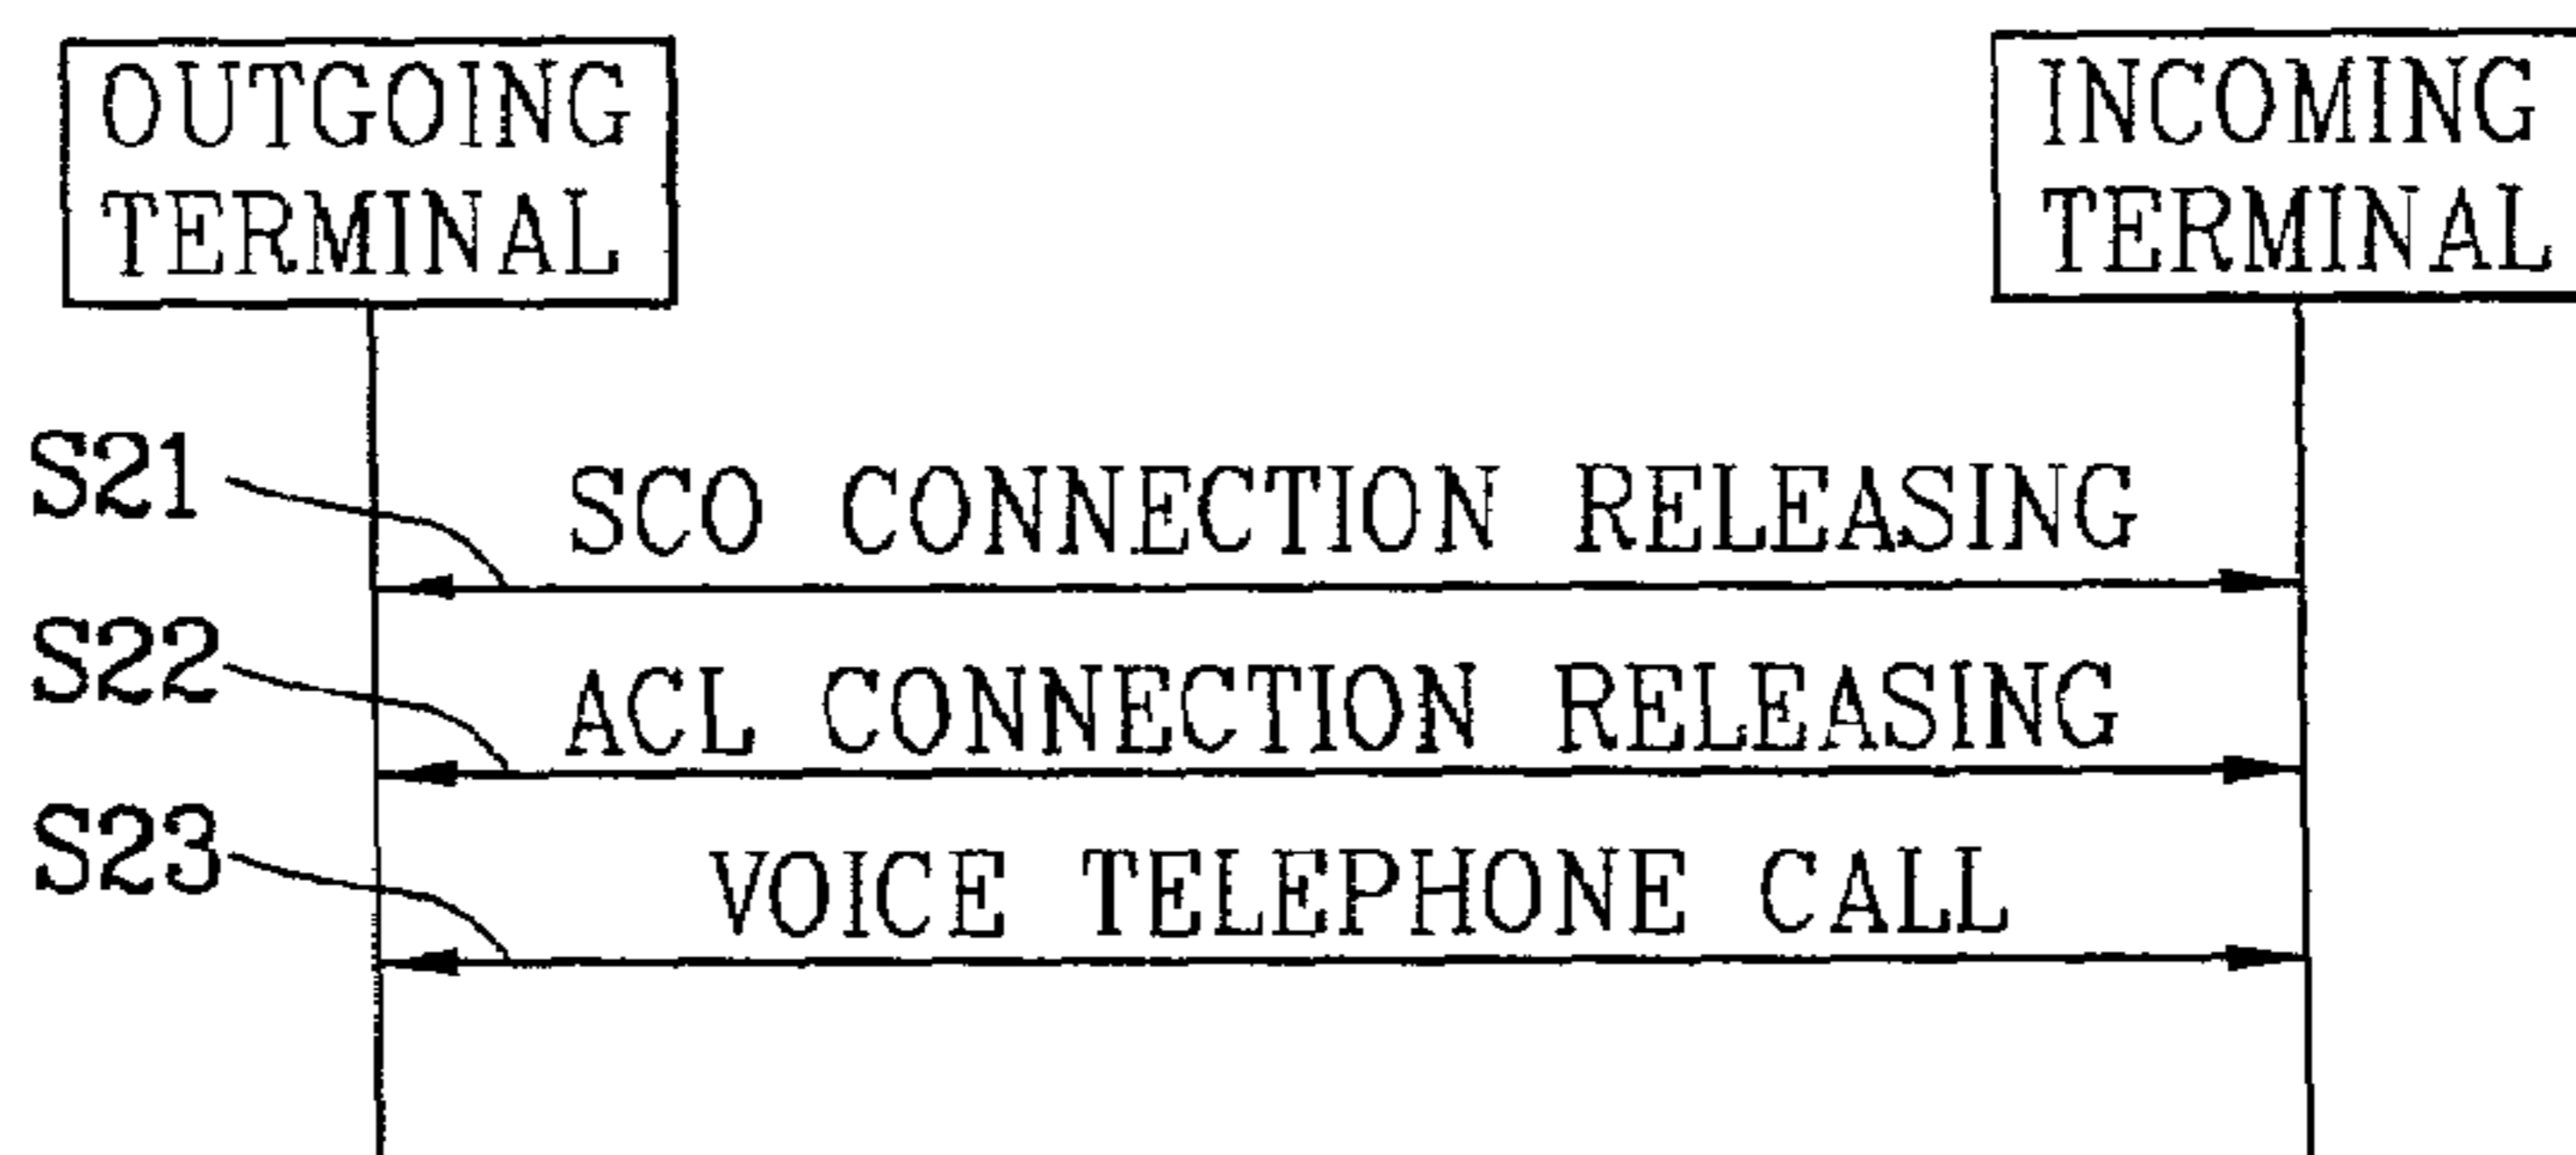 OUTGOING
TERMINAL
INCOMING
TERMINAL
S21
SCO CONNECTION RELEASING
S22
ACL CONNECTION RELEASING
S23
VOICE TELEPHONE CALL